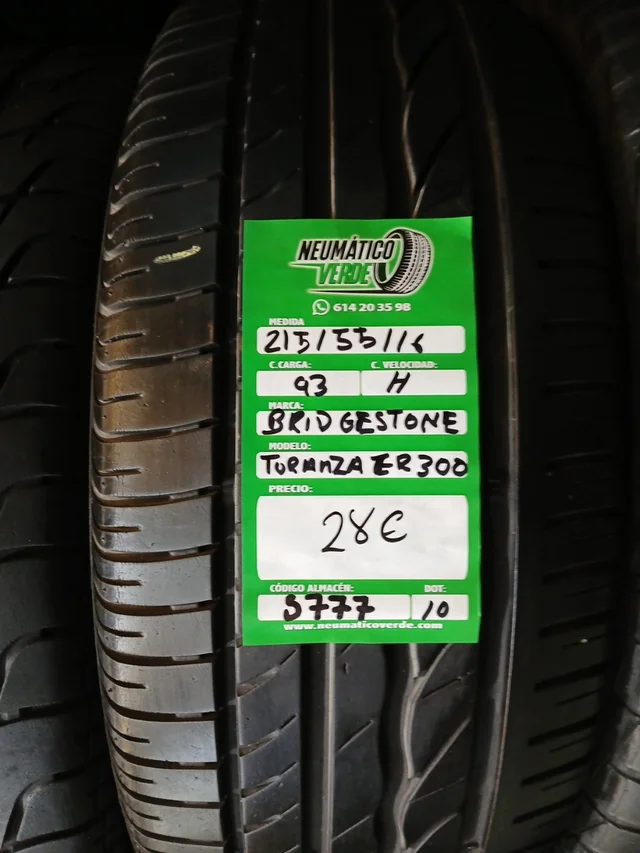 NEUMÁTICO
VERDE
614 20 35 98
MEDIDA
215/55/16
C.CARGA: C. VELOCIDAD:
93 H
MARCA:
BRIDGESTONE
MODELO:
TURANZA ER300
PRECIO:
28€
CÓDIGO ALMACÉN: DOT:
S777 10
www.neumaticoverde.com